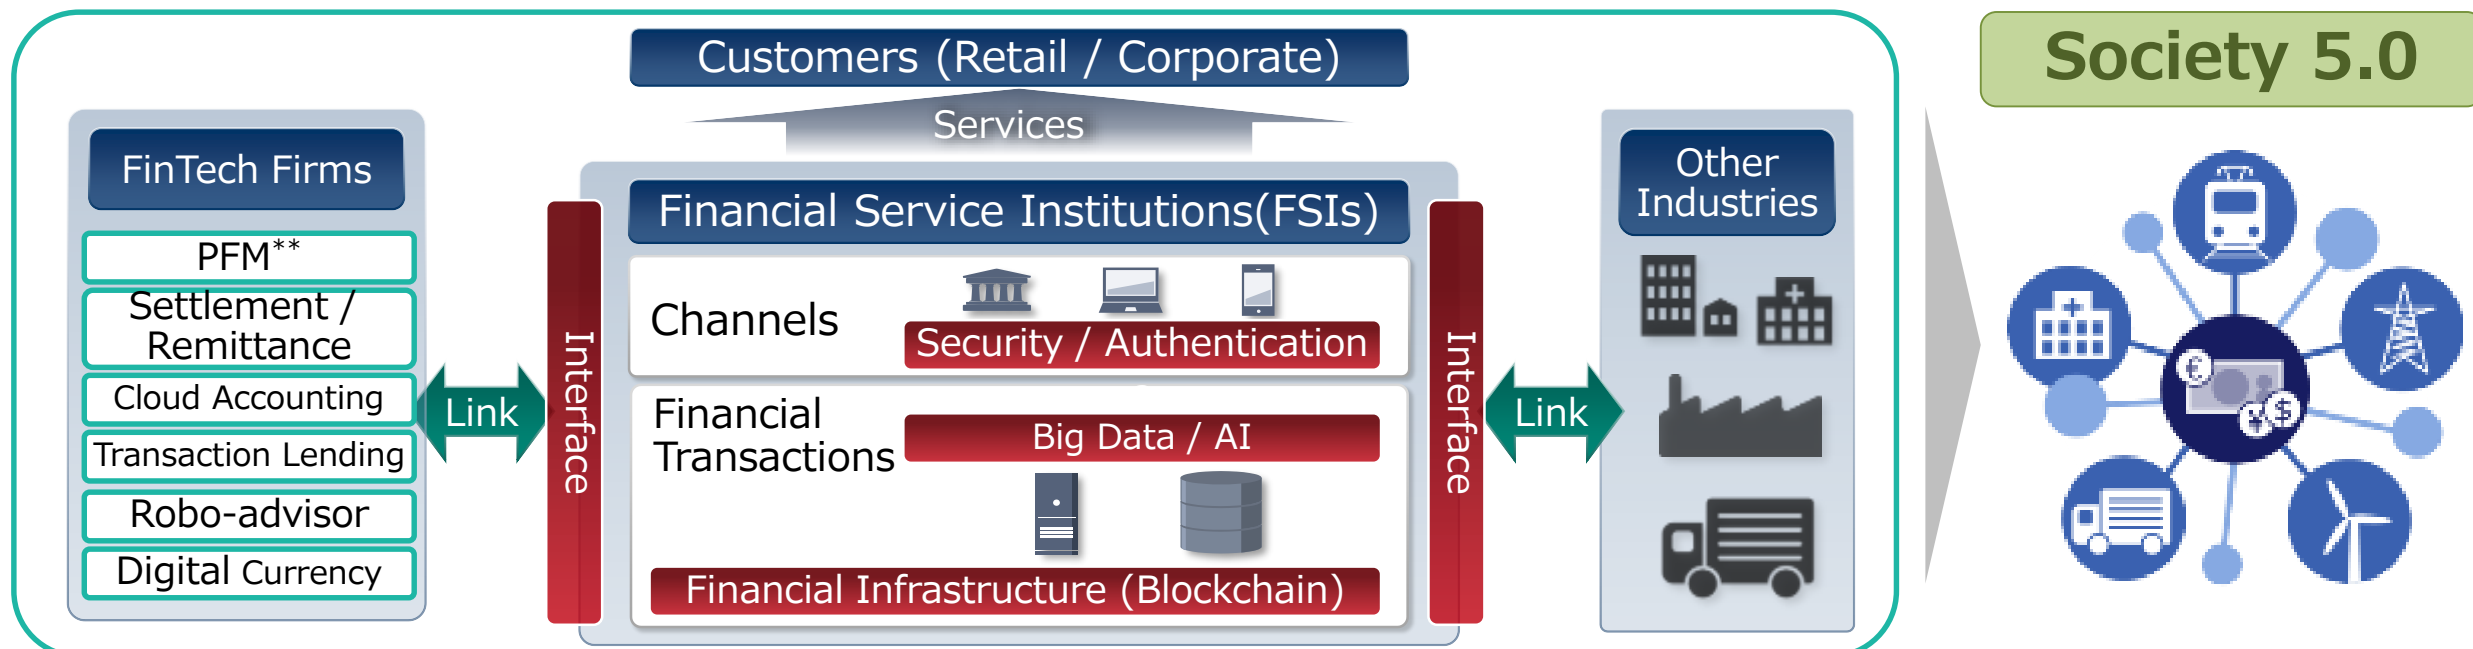 Customers (Retail / Corporate)
Services
Society 5.0
FinTech Firms
PFM**
Settlement /
Remittance
Cloud Accounting
Transaction Lending
Robo-advisor
Digital Currency
Link
Interface
Financial Service Institutions(FSIs)
Channels
Security / Authentication
Financial
Transactions
Big Data / AI
Financial Infrastructure (Blockchain)
Interface
Link
Other
Industries
€
¥
$